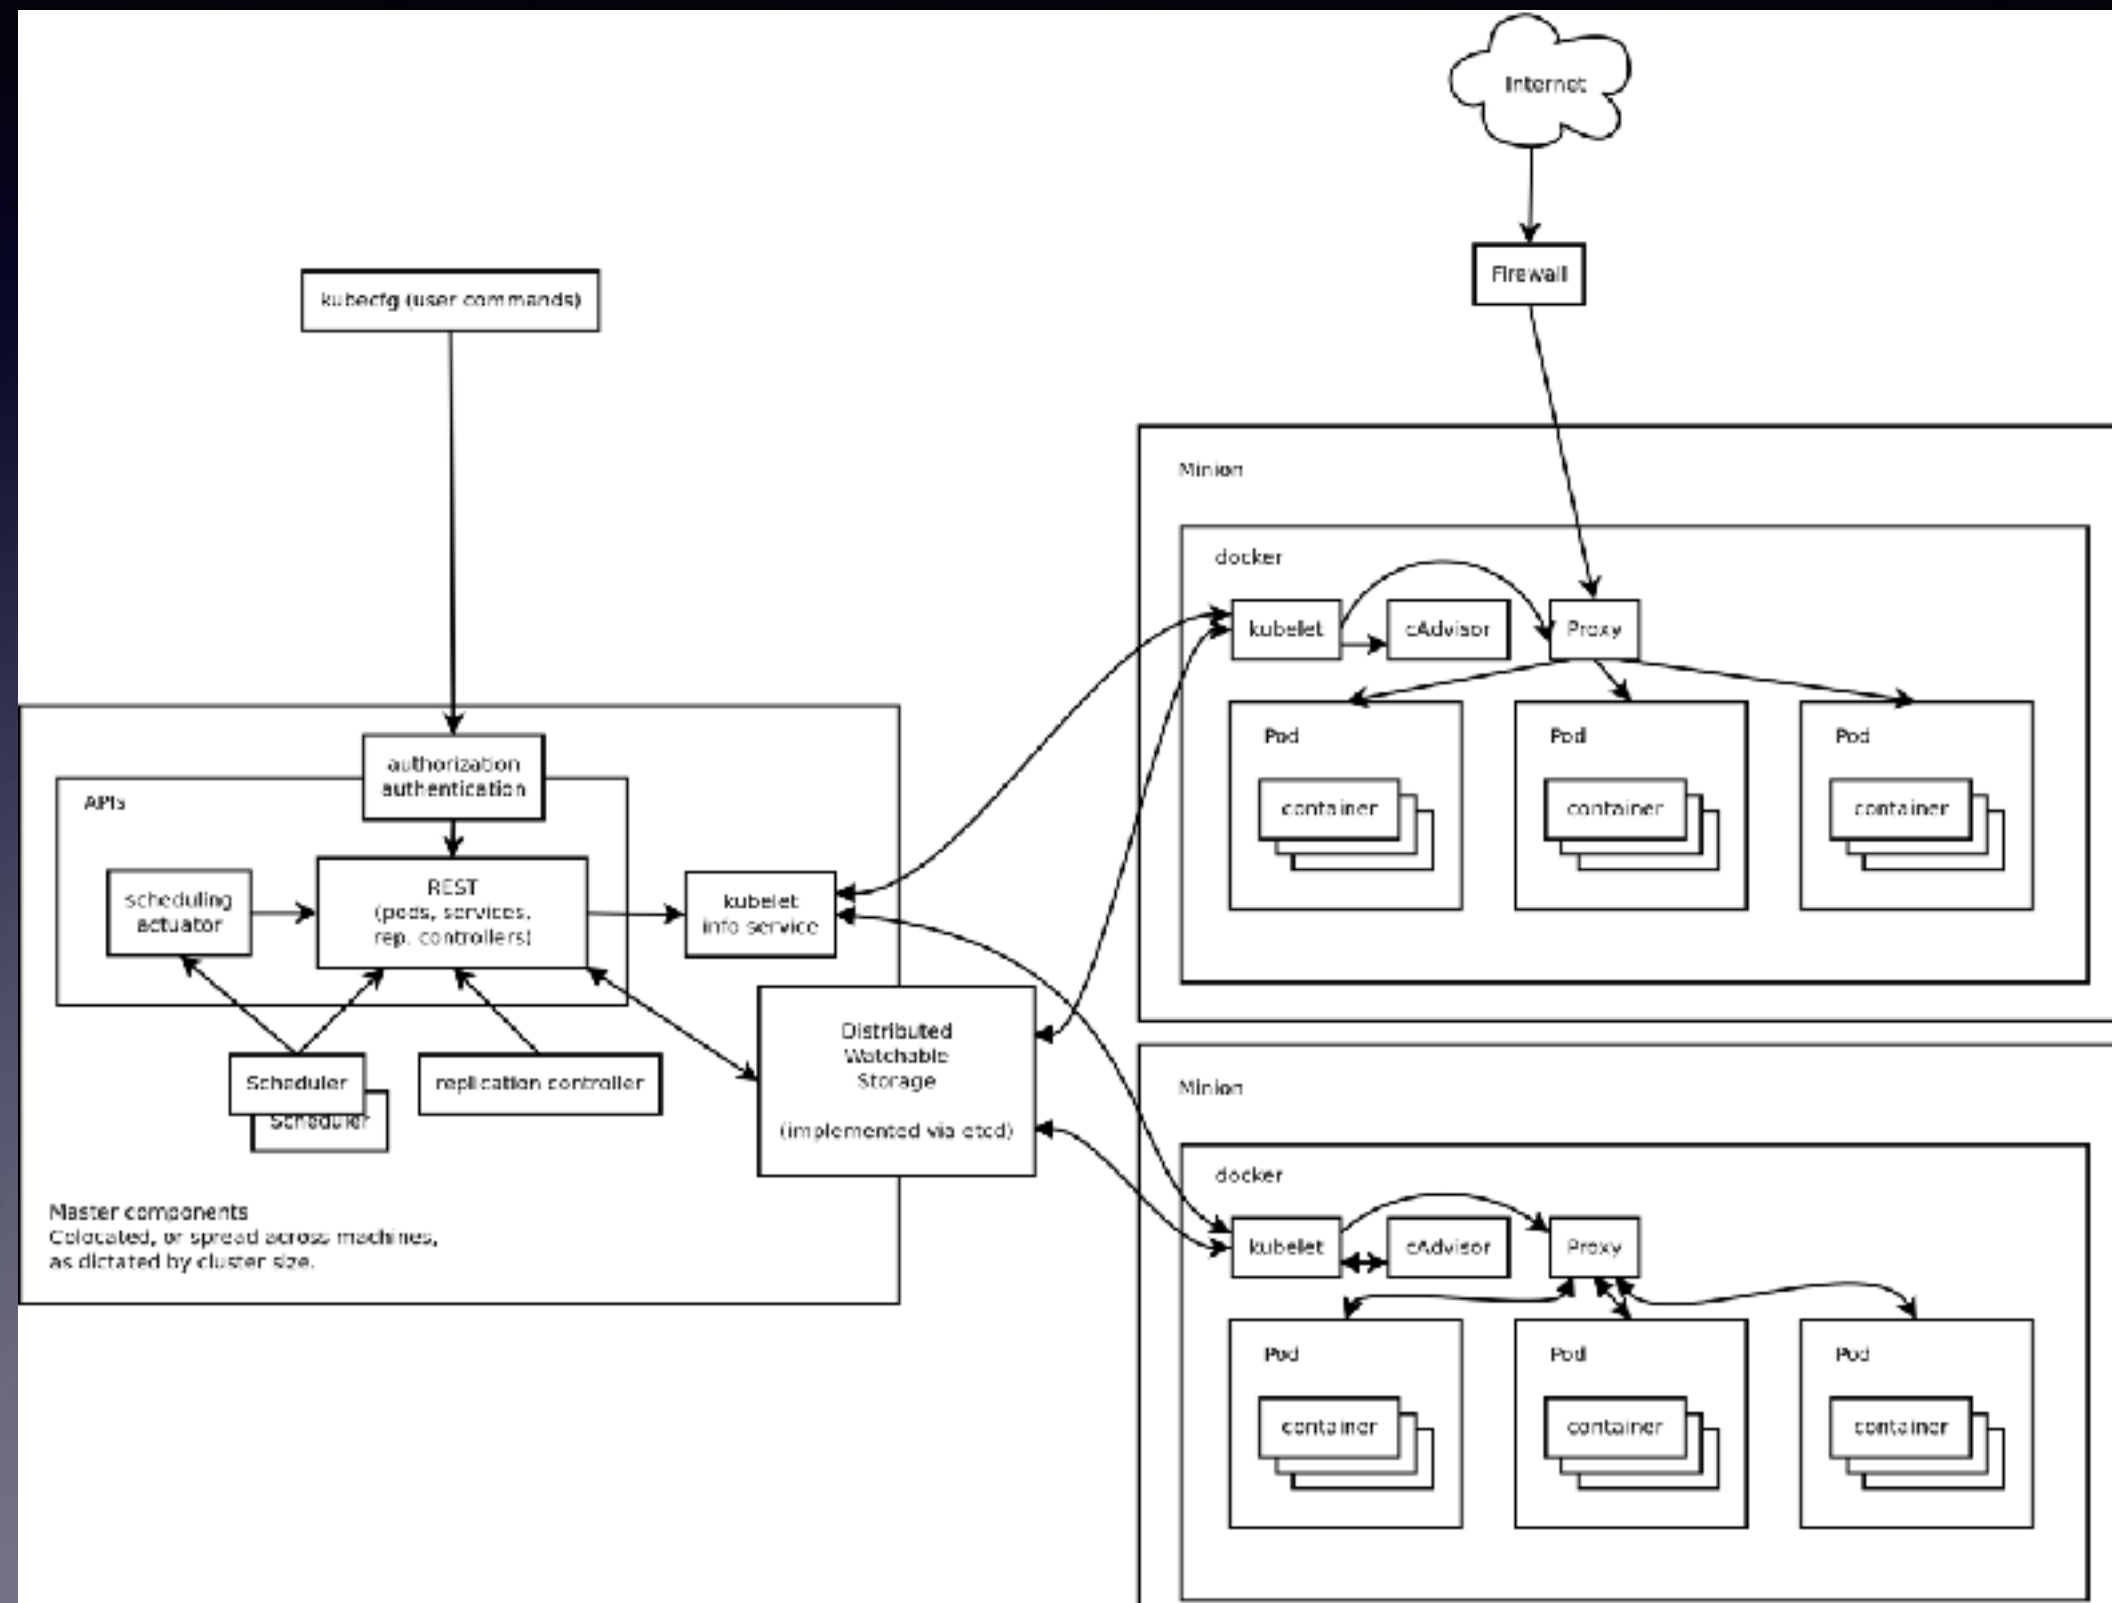 Internet
Firewall
kubecfg (user commands)
Minion
docker
kubelet
cAdvisor
Proxy
Pod
Pod
Pod
container
container
container
authorization
authentication
APIs
scheduling
actuator
REST
(pods, services,
rep. controllers)
kubelet
info service
Distributed
Watchable
Storage
(implemented via etcd)
Scheduler
Scheduler
replication controller
Master components
Colocated, or spread across machines,
as dictated by cluster size.
Minion
docker
kubelet
cAdvisor
Proxy
Pod
Pod
Pod
container
container
container